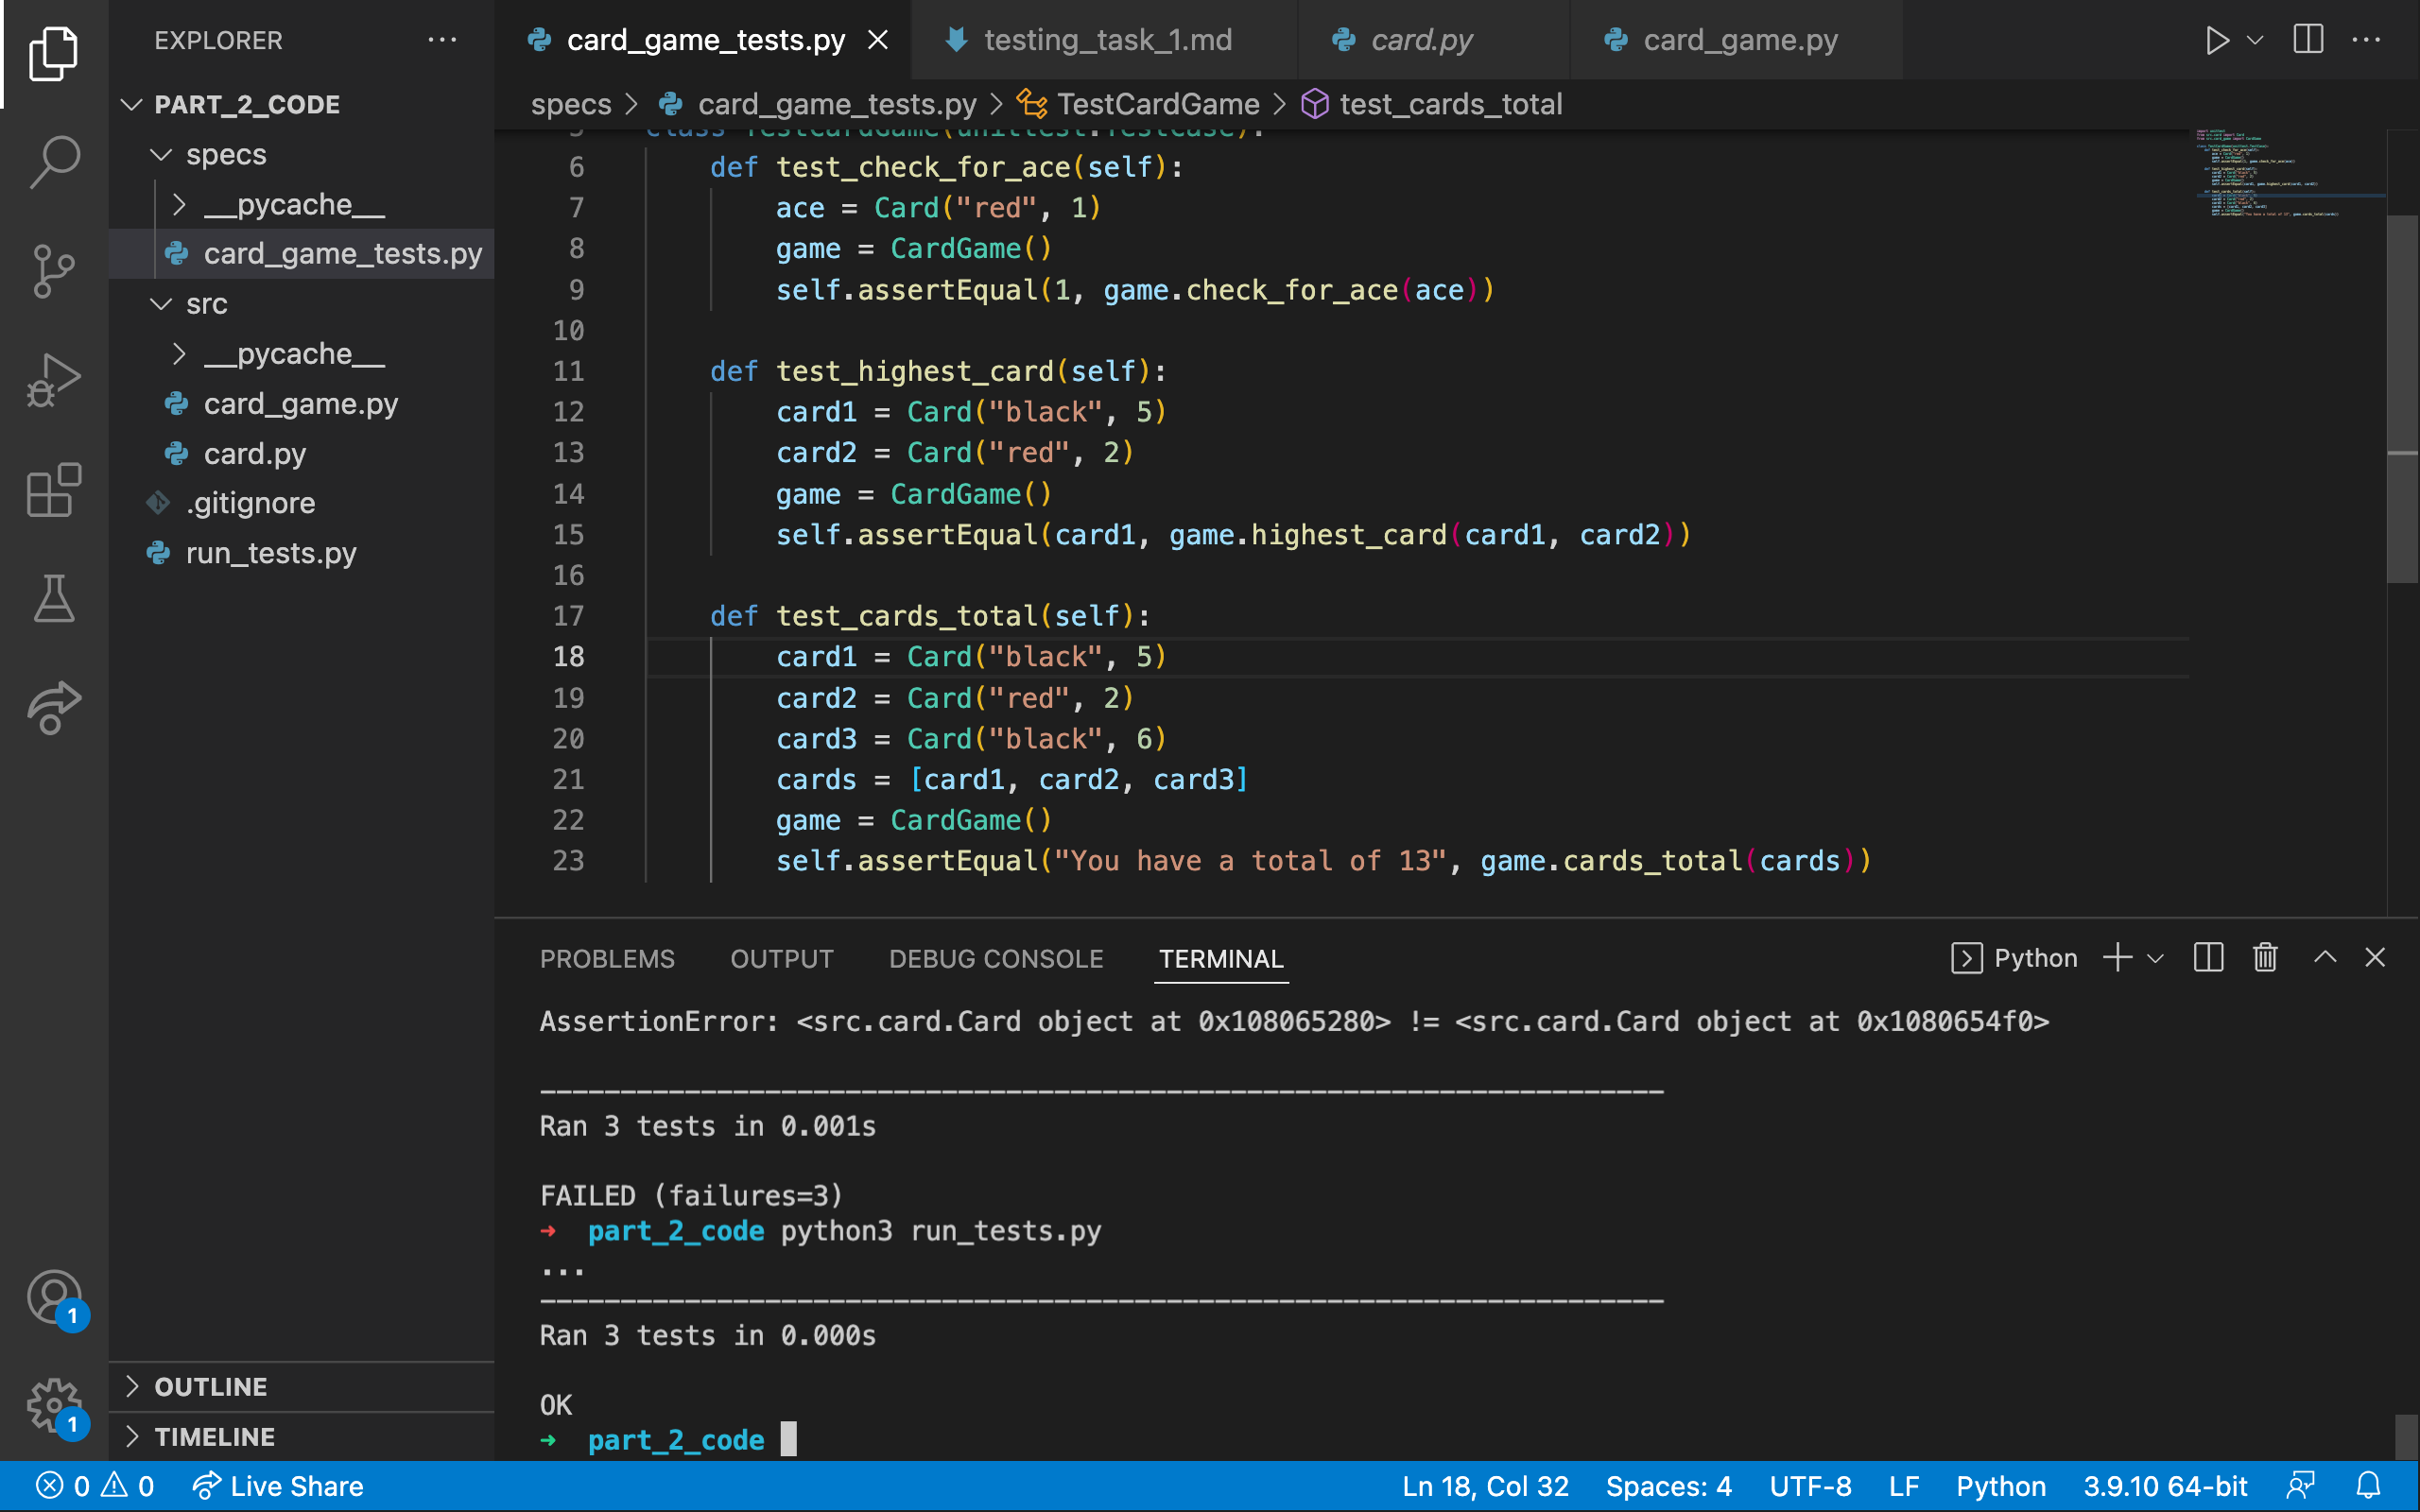 EXPLORER
card_game_tests.py
testing_task_1.md
card.py
card_game.py
PART_2_CODE
specs
__pycache__
card_game_tests.py
src
__pycache__
card_game.py
card.py
.gitignore
run_tests.py
OUTLINE
TIMELINE
specs > card_game_tests.py > TestCardGame > test_cards_total
5 class TestCardGame(unittest.TestCase):
6 def test_check_for_ace(self):
7 ace = Card("red", 1)
8 game = CardGame()
9 self.assertEqual(1, game.check_for_ace(ace))
10
11 def test_highest_card(self):
12 card1 = Card("black", 5)
13 card2 = Card("red", 2)
14 game = CardGame()
15 self.assertEqual(card1, game.highest_card(card1, card2))
16
17 def test_cards_total(self):
18 card1 = Card("black", 5)
19 card2 = Card("red", 2)
20 card3 = Card("black", 6)
21 cards = [card1, card2, card3]
22 game = CardGame()
23 self.assertEqual("You have a total of 13", game.cards_total(cards))
PROBLEMS OUTPUT DEBUG CONSOLE TERMINAL
Python
AssertionError: <src.card.Card object at 0x108065280> != <src.card.Card object at 0x1080654f0>
----------------------------------------------------------------------
Ran 3 tests in 0.001s
FAILED (failures=3)
➜ part_2_code python3 run_tests.py
...
----------------------------------------------------------------------
Ran 3 tests in 0.000s
OK
➜ part_2_code
1
1
0 0 Live Share
Ln 18, Col 32 Spaces: 4 UTF-8 LF Python 3.9.10 64-bit